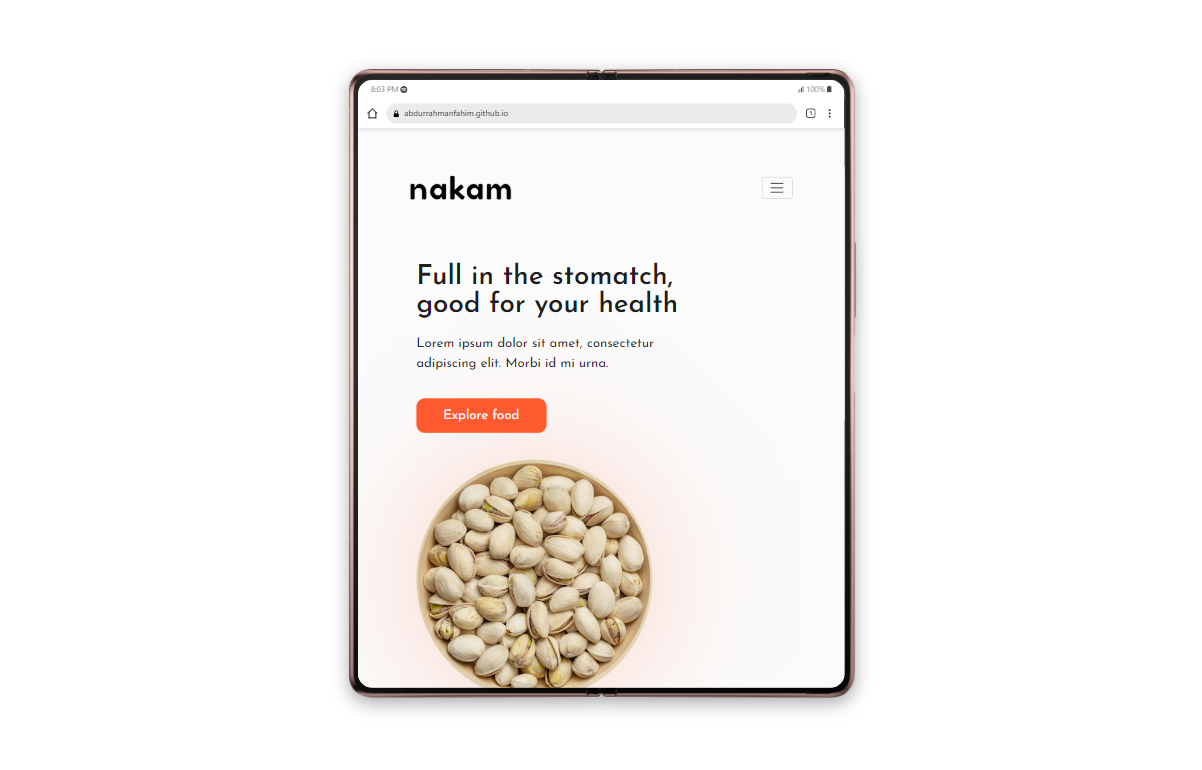 8:03 PM
100%
abdurrahmanfahim.github.io
1
nakam
Full in the stomatch,
good for your health
Lorem ipsum dolor sit amet, consectetur
adipiscing elit. Morbi id mi urna.
Explore food